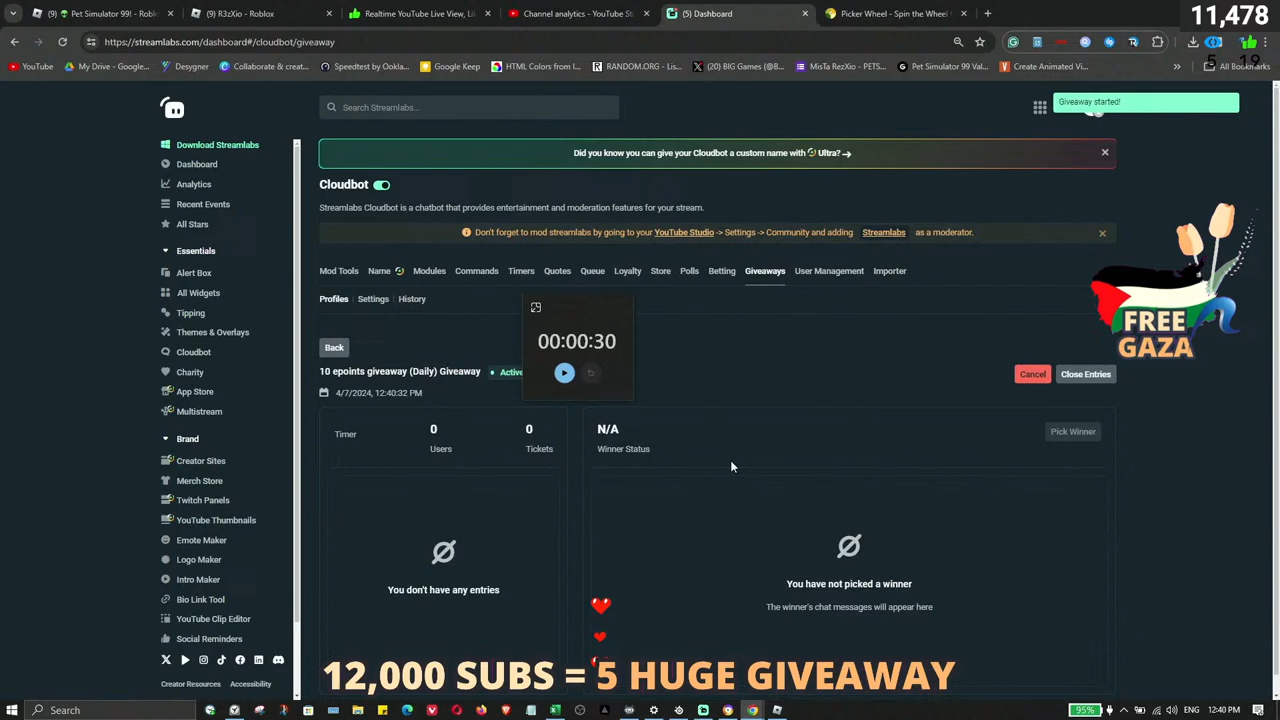 (49) 👽 Pet Simulator 99! - Robl
(49) R3zXio - Roblox
Realtime YouTube Live View, Li
Channel analytics - YouTube St
(5) Dashboard
Picker Wheel - Spin the Wheel
11,478
https://streamlabs.com/dashboard#/cloudbot/giveaway
5 19
YouTube
My Drive - Google...
Desygner
Collaborate & creat...
Speedtest by Ookla...
Google Keep
HTML Colors from I...
RANDOM.ORG - Tr...
(20) BIG Games (@B...
MisTa RezXio - PETS...
Pet Simulator 99 Val...
Create Animated Vi...
All Bookmarks
Search Streamlabs...
Giveaway started!
Download Streamlabs
Dashboard
Analytics
Recent Events
All Stars
Essentials
Alert Box
All Widgets
Tipping
Themes & Overlays
Cloudbot
Charity
App Store
Multistream
Brand
Creator Sites
Merch Store
Twitch Panels
YouTube Thumbnails
Emote Maker
Logo Maker
Intro Maker
Bio Link Tool
YouTube Clip Editor
Social Reminders
Creator Resources Accessibility
Did you know you can give your Cloudbot a custom name with Ultra? →
Cloudbot
Streamlabs Cloudbot is a chatbot that provides entertainment and moderation features for your stream.
Don't forget to mod streamlabs by going to your YouTube Studio -> Settings -> Community and adding Streamlabs as a moderator.
Mod Tools Name Modules Commands Timers Quotes Queue Loyalty Store Polls Betting Giveaways User Management Importer
Profiles Settings History
00:00:30
Back
10 epoints giveaway (Daily) Giveaway • Active
Cancel Close Entries
4/7/2024, 12:40:32 PM
Timer
0
Users
0
Tickets
N/A
Winner Status
Pick Winner
You don't have any entries
You have not picked a winner
The winner's chat messages will appear here
FREE
GAZA
12,000 SUBS = 5 HUGE GIVEAWAY
Search
95%
ENG 12:40 PM